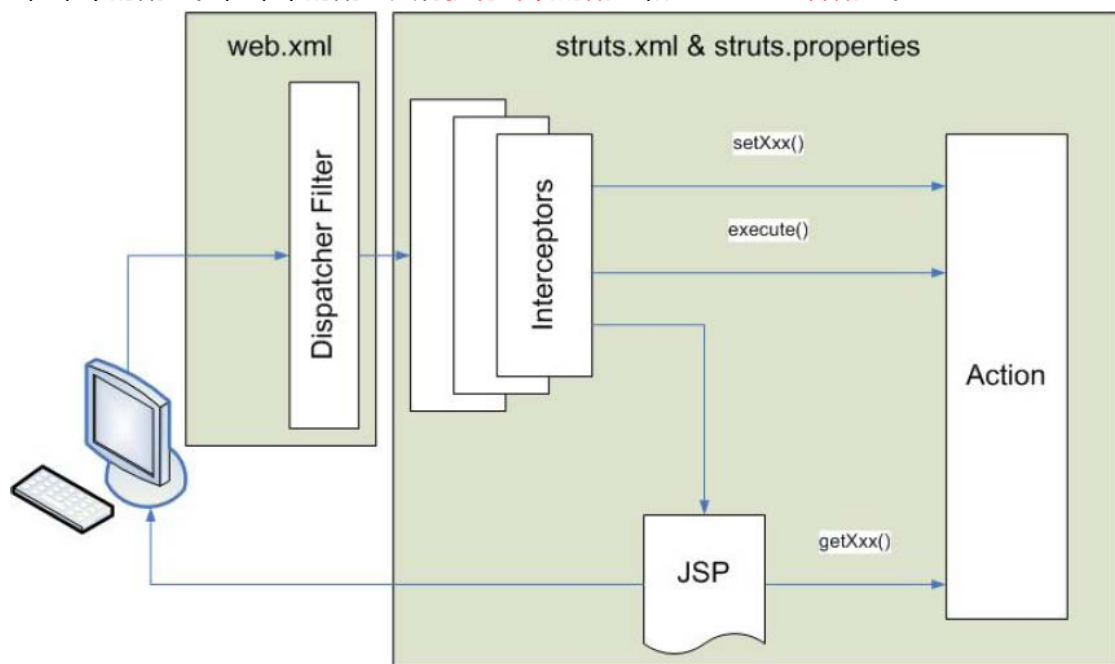 web.xml
struts.xml & struts.properties
Dispatcher Filter
Interceptors
setXxx()
execute()
Action
JSP
getXxx()